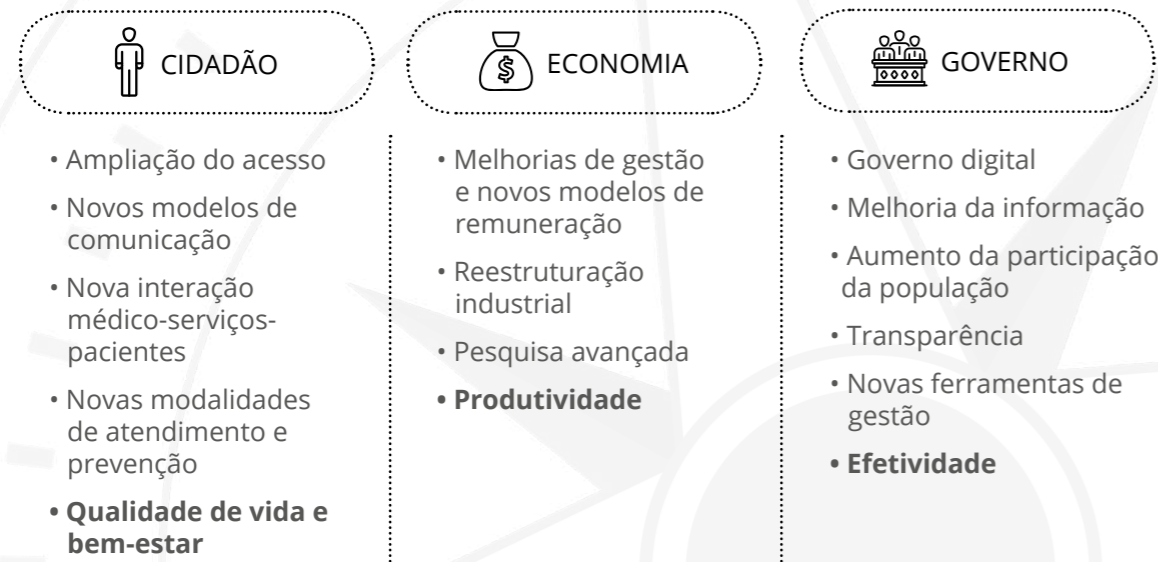 CIDADÃO
• Ampliação do acesso
• Novos modelos de
comunicação
• Nova interação
médico-serviços-
pacientes
• Novas modalidades
de atendimento e
prevenção
• Qualidade de vida e
bem-estar
$ ECONOMIA
• Melhorias de gestão
e novos modelos de
remuneração
• Reestruturação
industrial
• Pesquisa avançada
• Produtividade
GOVERNO
• Governo digital
• Melhoria da informação
• Aumento da participação
da população
• Transparência
• Novas ferramentas de
gestão
• Efetividade